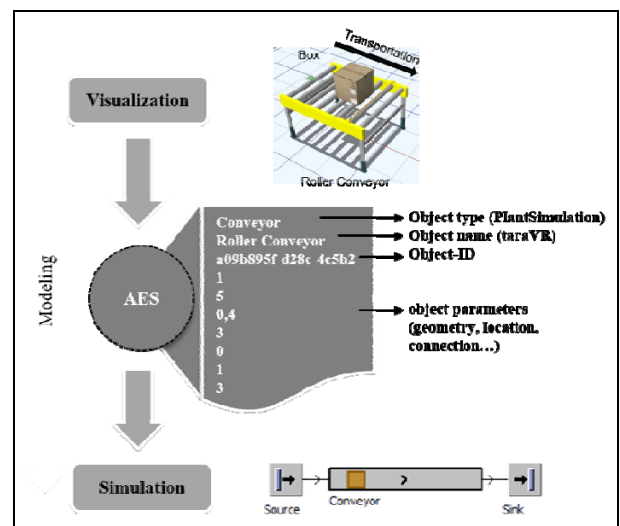 Transportation
Box
Visualization
Roller Conveyor
Conveyor
Roller Conveyor
a09b895f d28c 4c5b2
1
5
0,4
3
0
1
3
Object type (PlantSimulation)
Object name (taraVR)
Object-ID
object parameters
(geometry, location,
connection...)
AES
Modeling
Simulation
Source
Conveyor
Sink